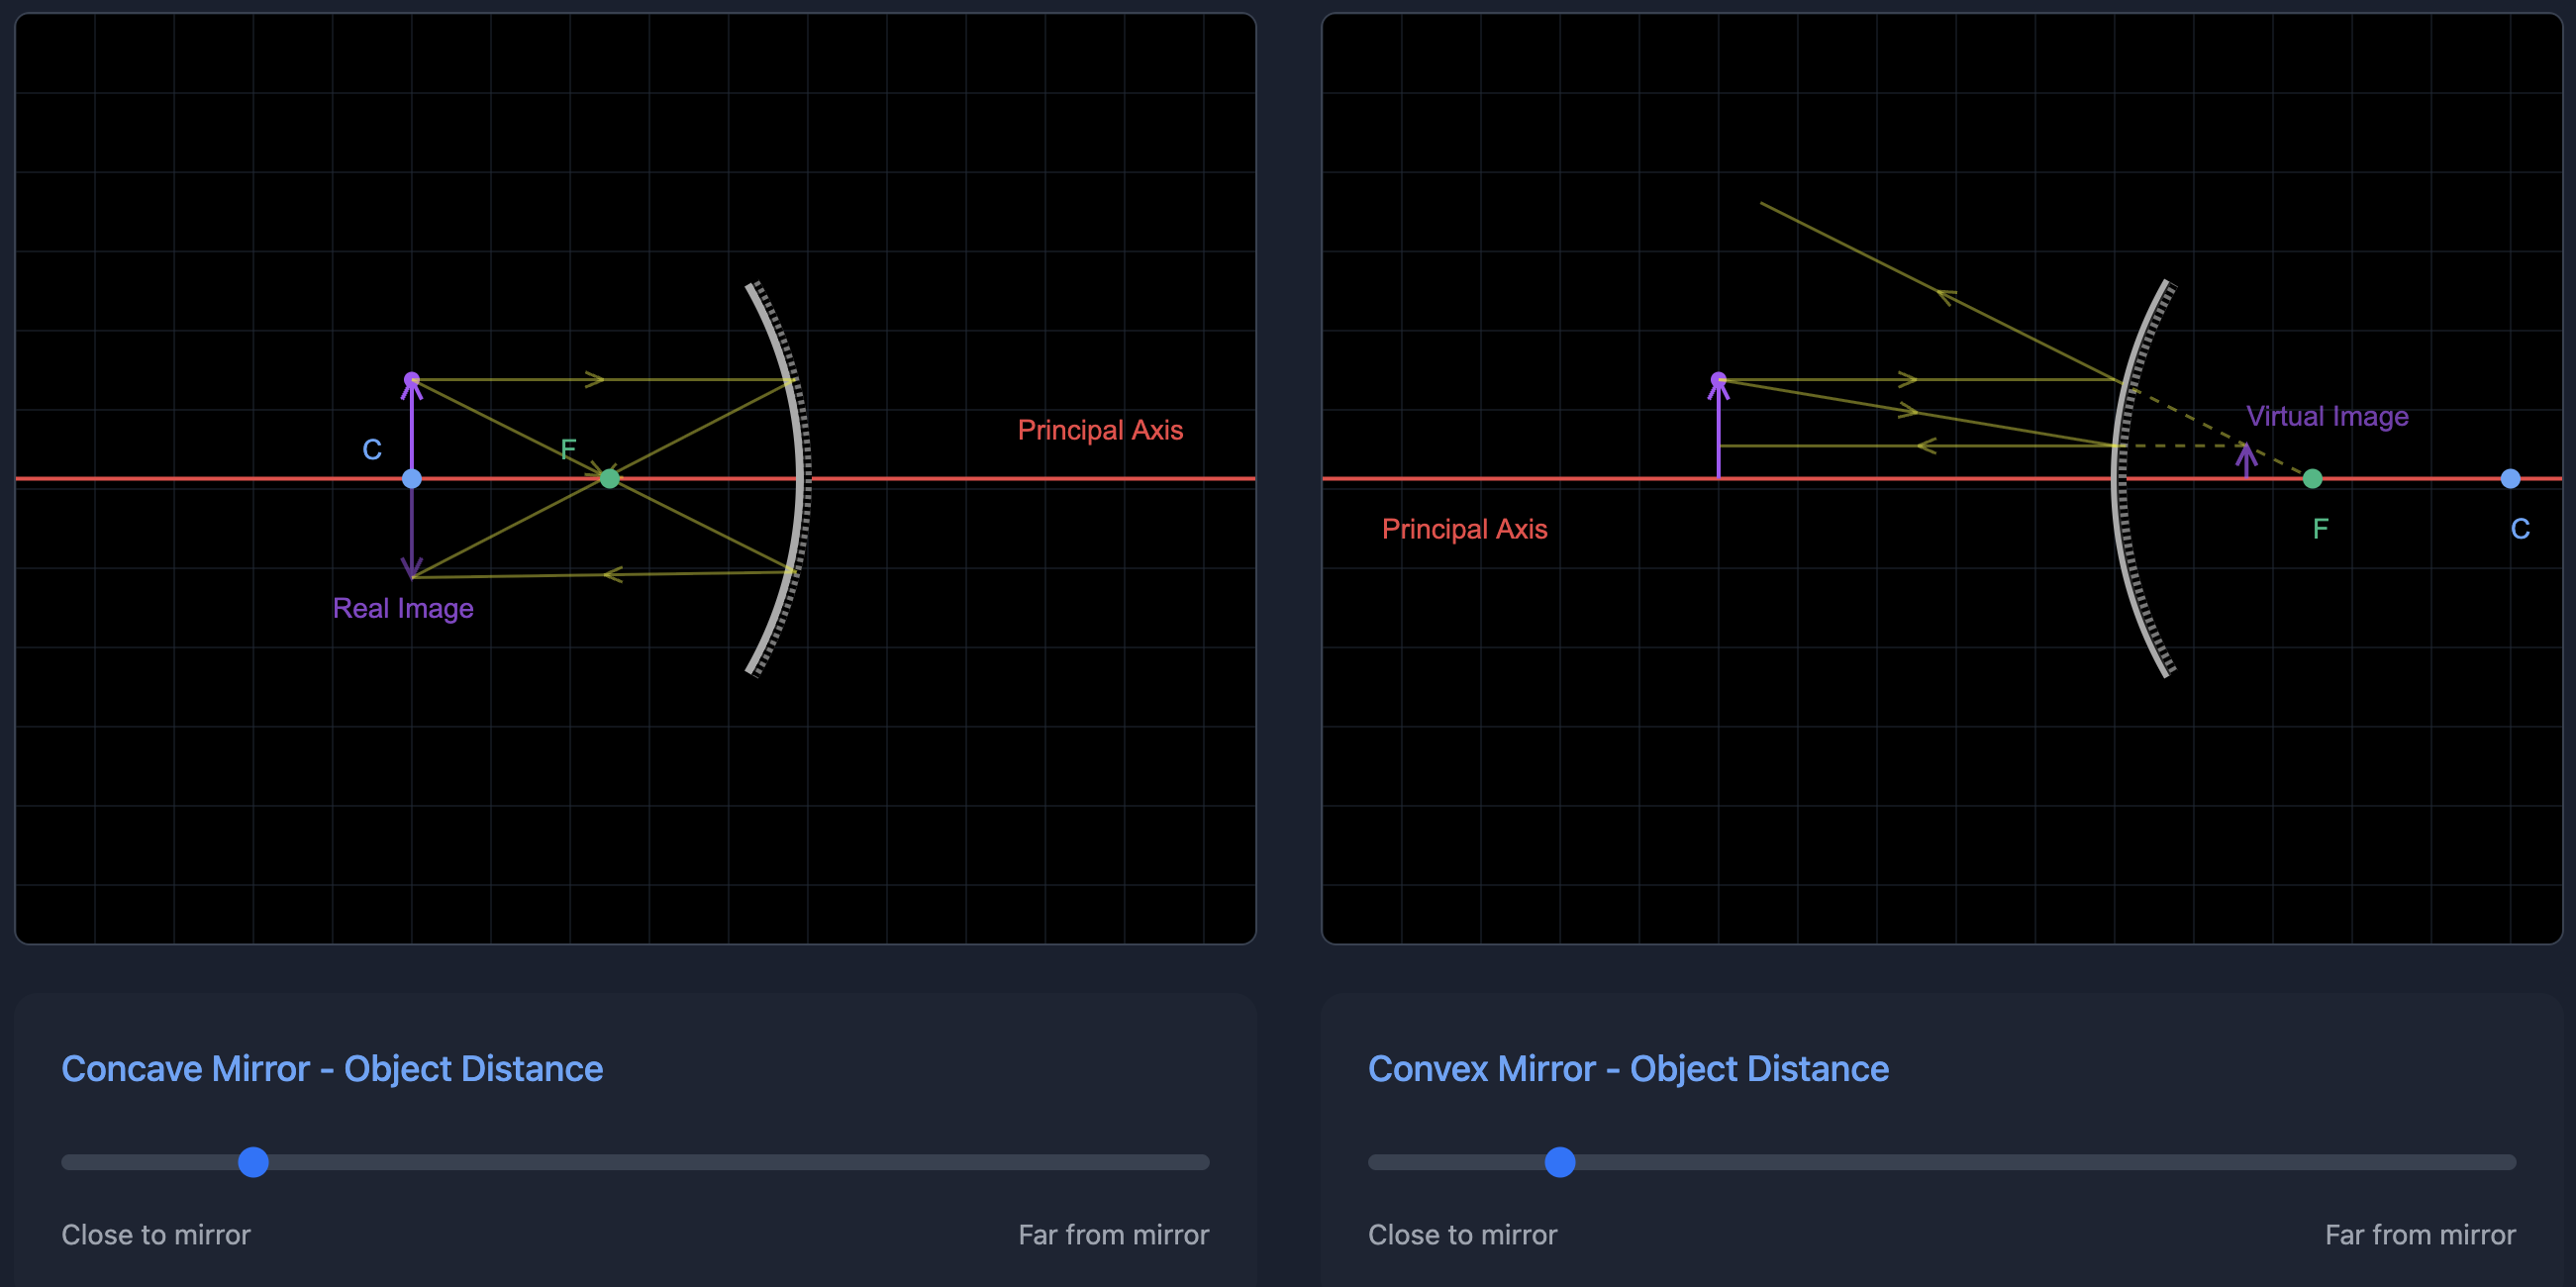 C
F
Principal Axis
Real Image
Virtual Image
Principal Axis
F
C
Concave Mirror - Object Distance
Close to mirror
Far from mirror
Convex Mirror - Object Distance
Close to mirror
Far from mirror